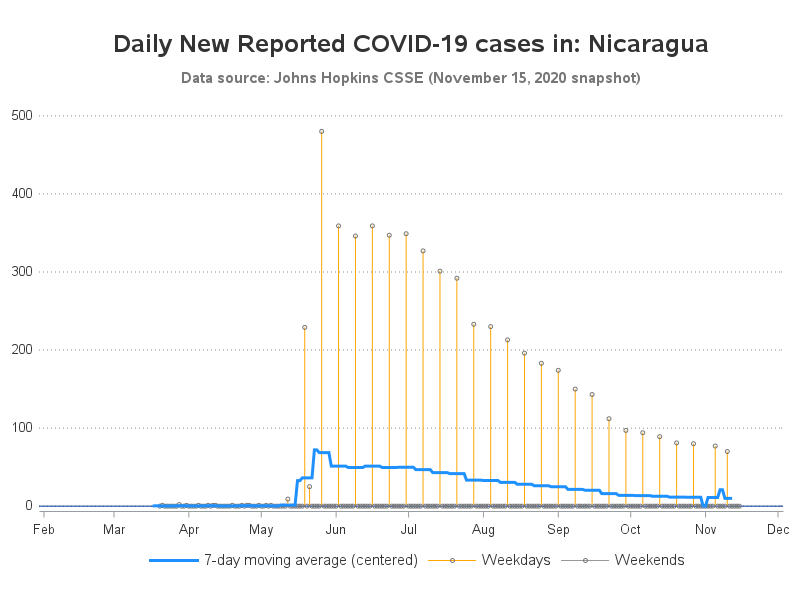 Daily New Reported COVID-19 cases in: Nicaragua
Data source: Johns Hopkins CSSE (November 15, 2020 snapshot)
500
400
300
200
100
0
Feb Mar Apr May Jun Jul Aug Sep Oct Nov Dec
7-day moving average (centered) Weekdays Weekends